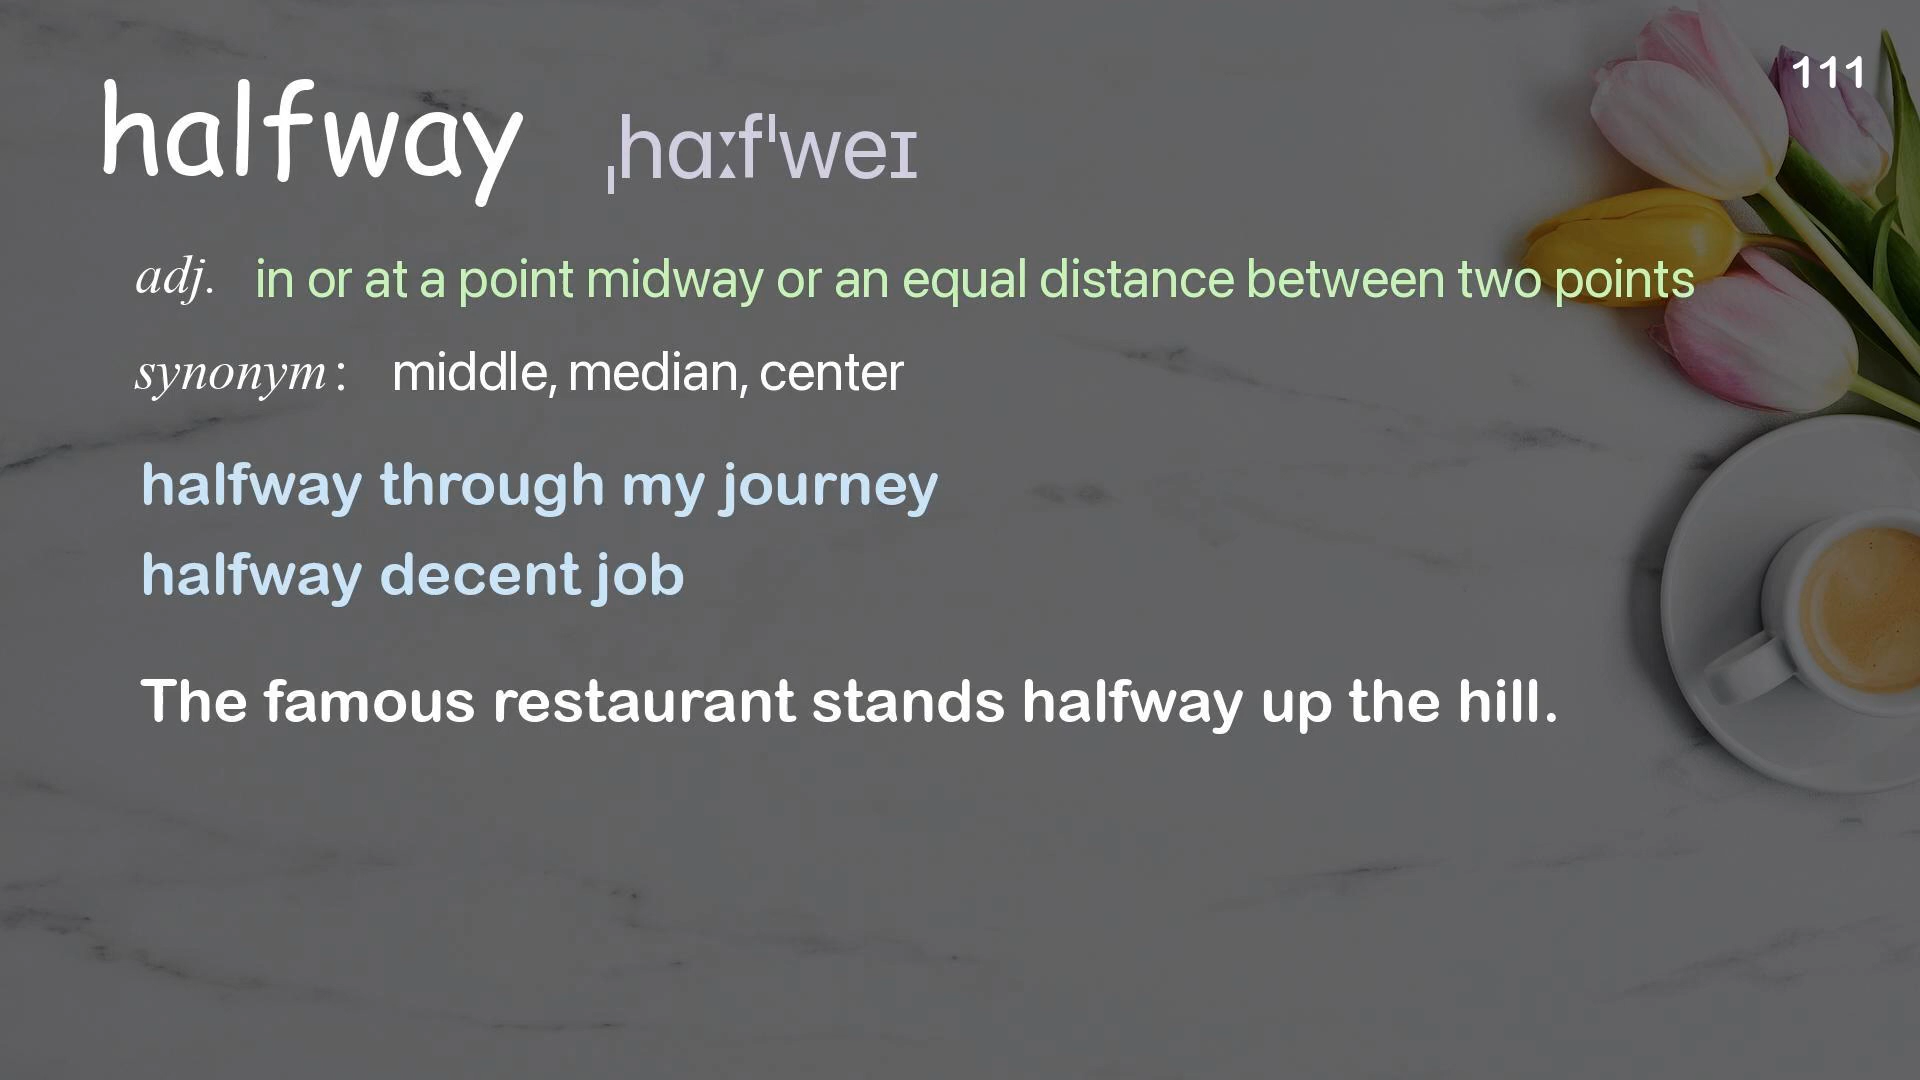 111
halfway ˌhɑːfˈweɪ
adj. in or at a point midway or an equal distance between two points
synonym : middle, median, center
halfway through my journey
halfway decent job
The famous restaurant stands halfway up the hill.